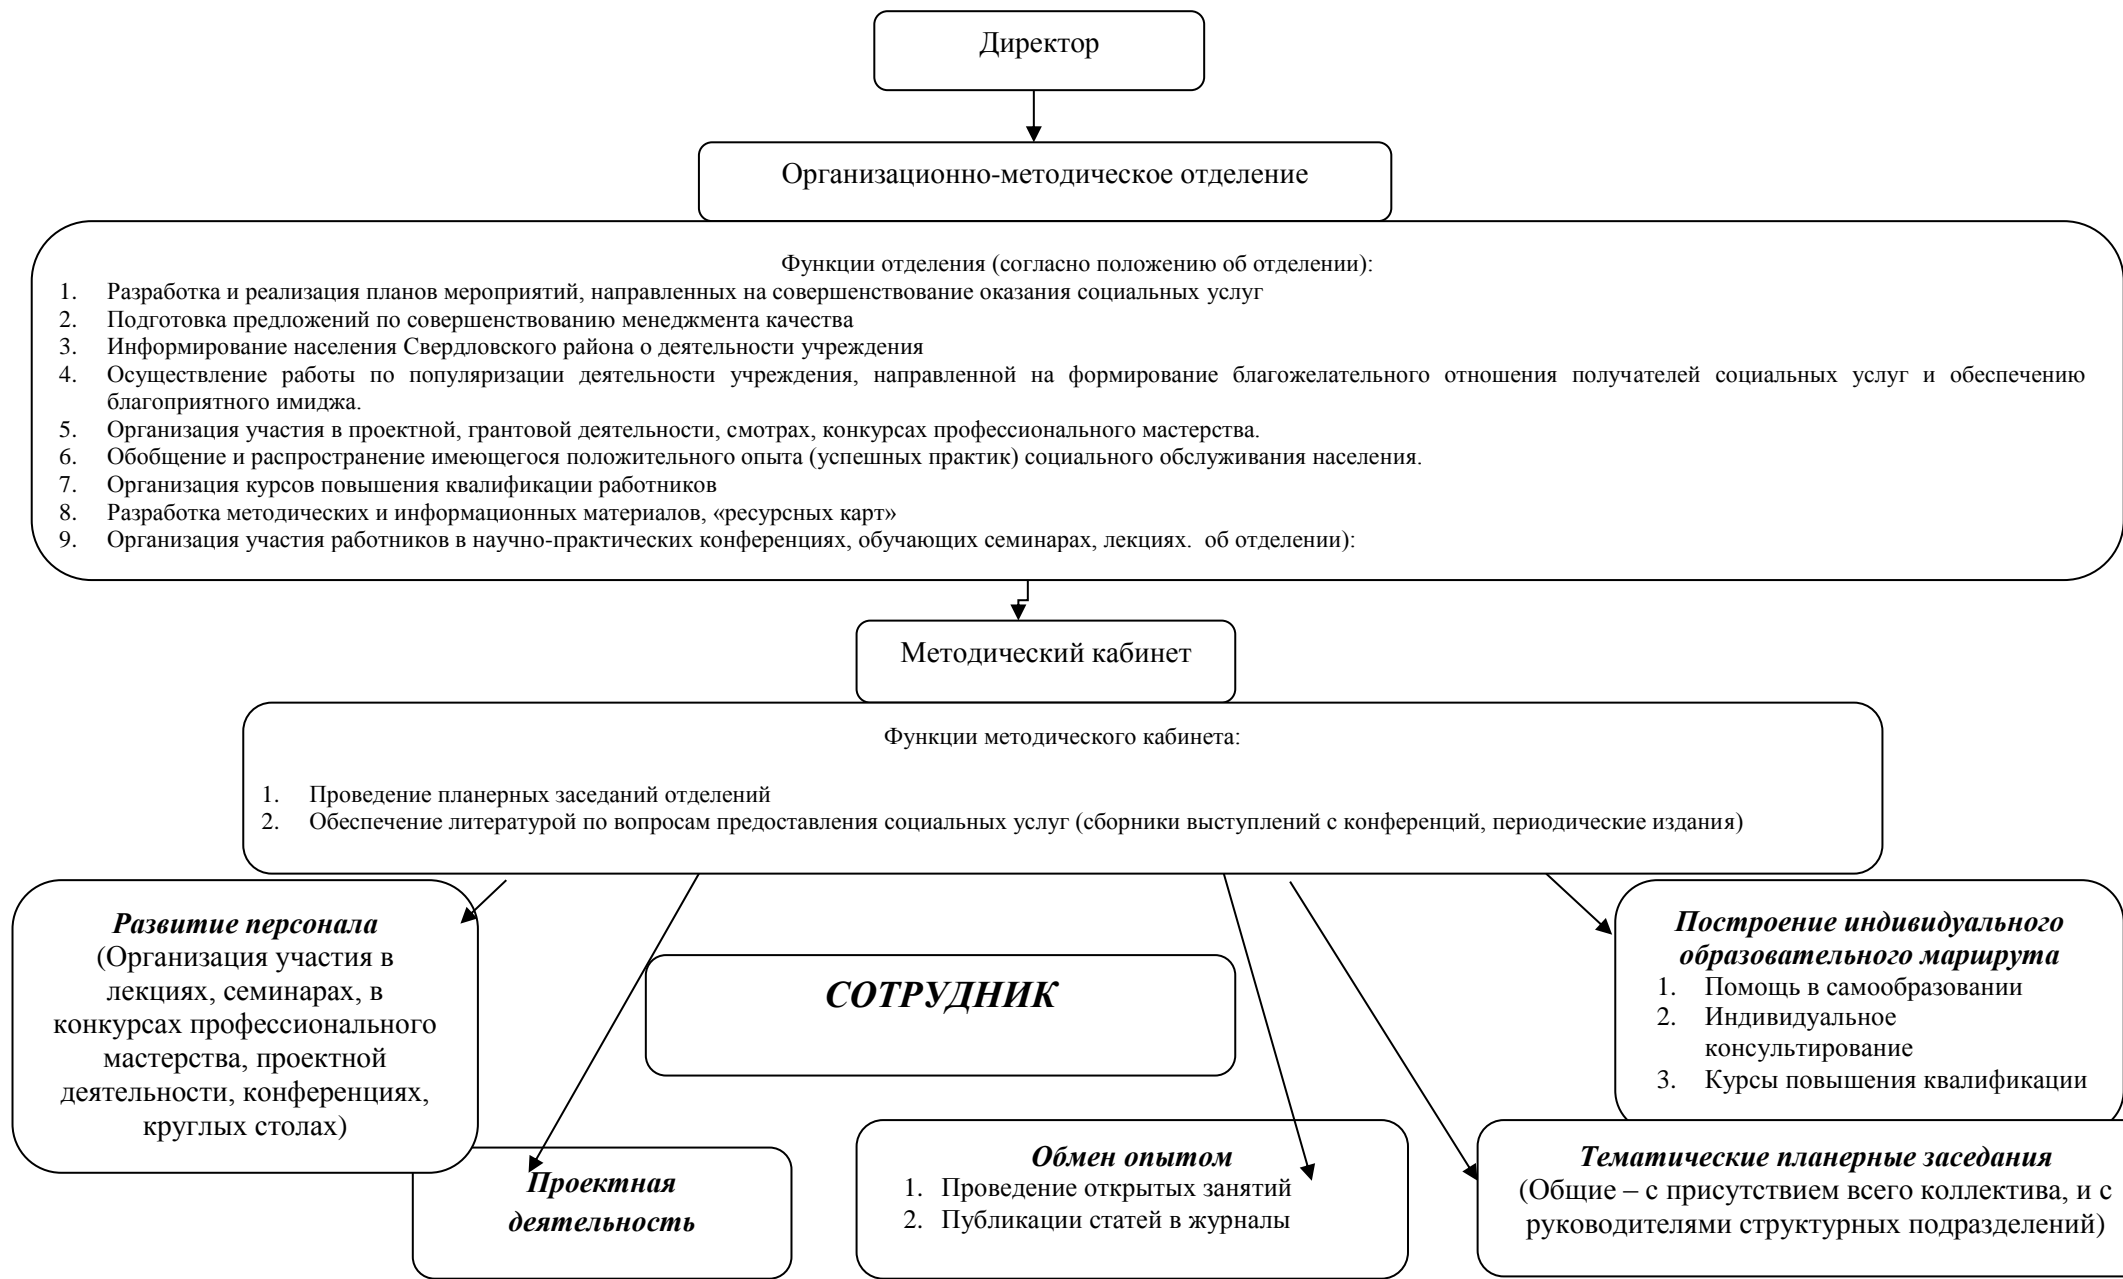 Директор
Организационно-методическое отделение
Функции отделения (согласно положению об отделении):
1. Разработка и реализация планов мероприятий, направленных на совершенствование оказания социальных услуг
2. Подготовка предложений по совершенствованию менеджмента качества
3. Информирование населения Свердловского района о деятельности учреждения
4. Осуществление работы по популяризации деятельности учреждения, направленной на формирование благожелательного отношения получателей социальных услуг и обеспечению
благоприятного имиджа.
5. Организация участия в проектной, грантовой деятельности, смотрах, конкурсах профессионального мастерства.
6. Обобщение и распространение имеющегося положительного опыта (успешных практик) социального обслуживания населения.
7. Организация курсов повышения квалификации работников
8. Разработка методических и информационных материалов, «ресурсных карт»
9. Организация участия работников в научно-практических конференциях, обучающих семинарах, лекциях. об отделении):
Методический кабинет
Функции методического кабинета:
1. Проведение планерных заседаний отделений
2. Обеспечение литературой по вопросам предоставления социальных услуг (сборники выступлений с конференций, периодические издания)
Развитие персонала
(Организация участия в
лекциях, семинарах, в
конкурсах профессионального
мастерства, проектной
деятельности, конференциях,
круглых столах)
СОТРУДНИК
Построение индивидуального
образовательного маршрута
1. Помощь в самообразовании
2. Индивидуальное
консультирование
3. Курсы повышения квалификации
Проектная
деятельность
Обмен опытом
1. Проведение открытых занятий
2. Публикации статей в журналы
Тематические планерные заседания
(Общие – с присутствием всего коллектива, и с
руководителями структурных подразделений)